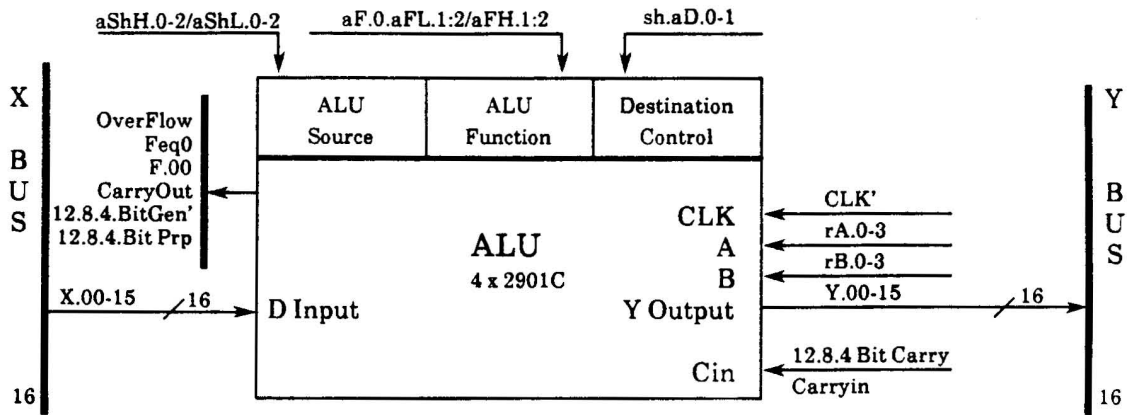 aShH.0-2/aShL.0-2
aF.0.aFL.1:2/aFH.1:2
sh.aD.0-1
X
BUS
16
OverFlow
Feq0
F.00
CarryOut
12.8.4.BitGen'
12.8.4.Bit Prp
X.00-15
16
ALU
Source
ALU
Function
Destination
Control
ALU
4 x 2901C
D Input
CLK
A
B
Y Output
Cin
CLK'
rA.0-3
rB.0-3
Y.00-15
16
12.8.4 Bit Carry
Carryin
Y
BUS
16